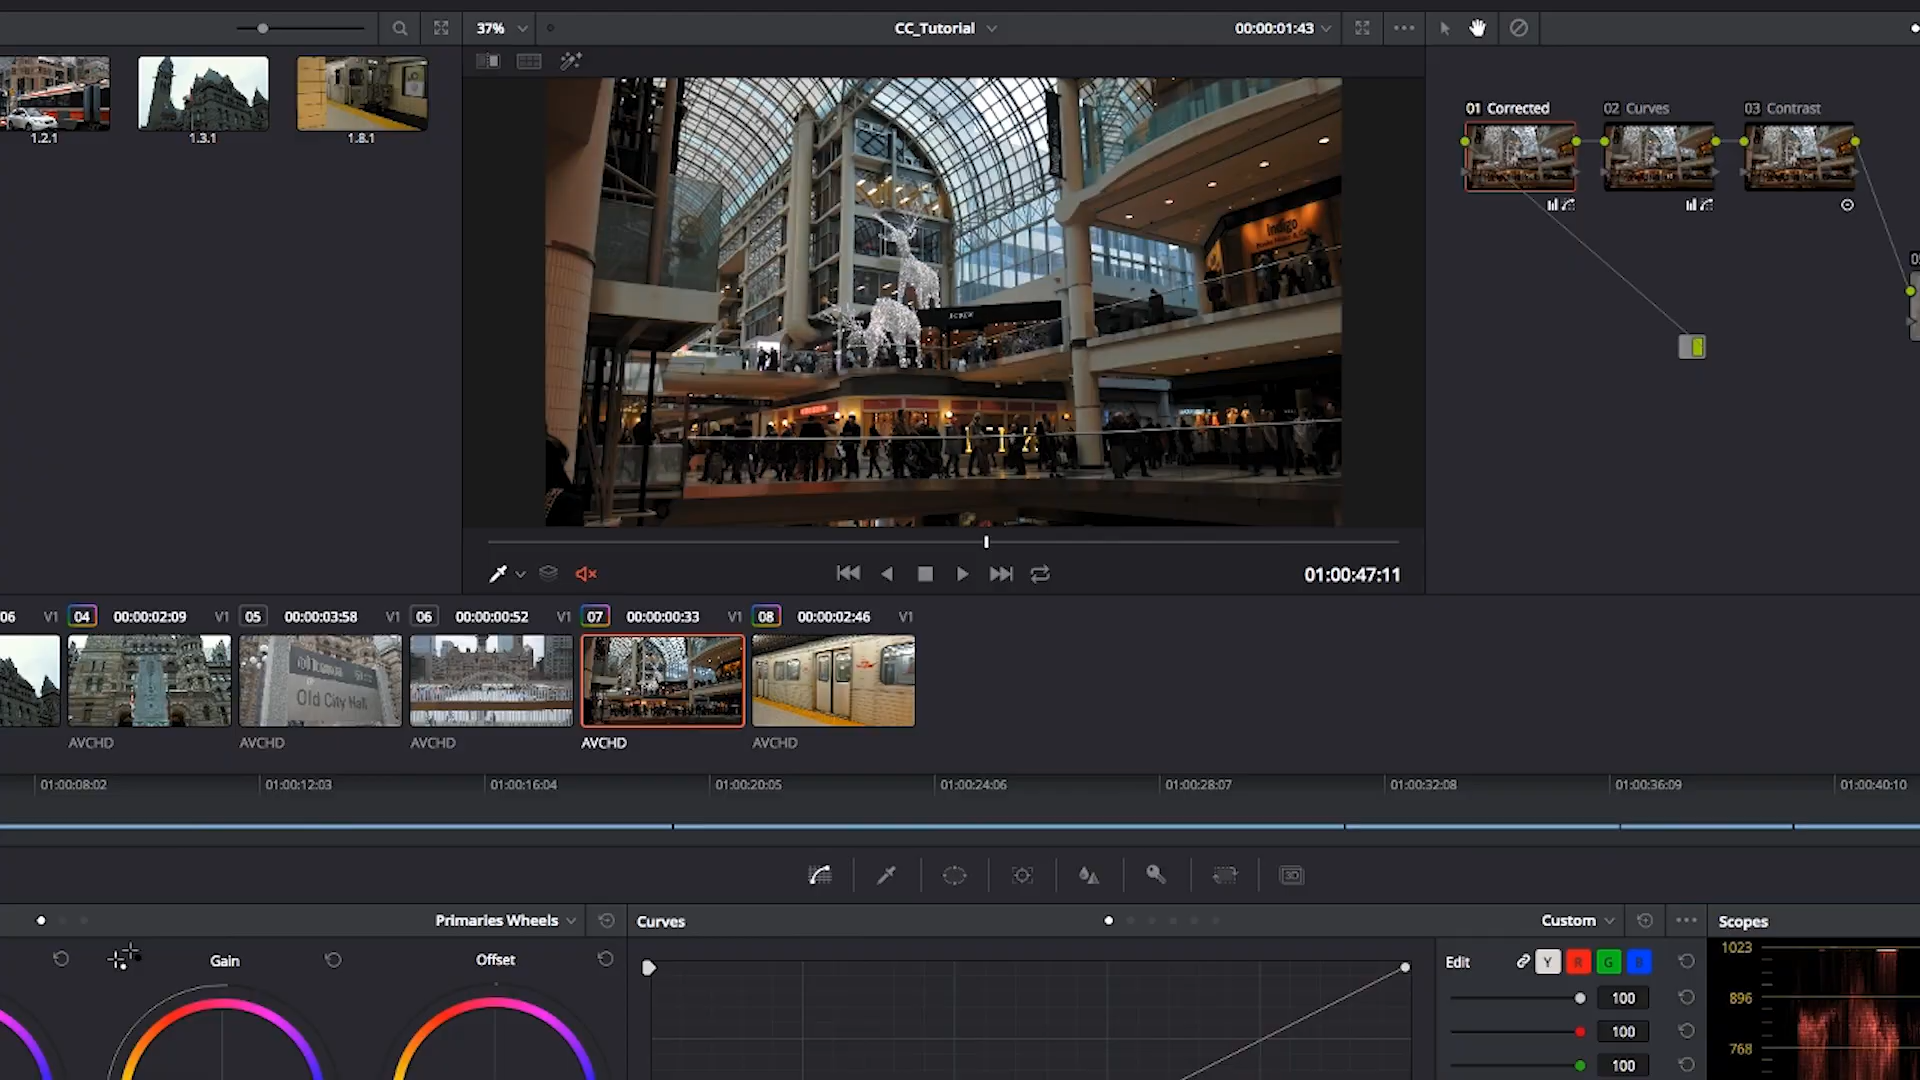 37%
CC_Tutorial
00:00:01:43
1.2.1
1.3.1
1.8.1
01 Corrected
02 Curves
03 Contrast
Indigo
J.CREW
01:00:47:11
06 V1
04 00:00:02:09 V1
05 00:00:03:58 V1
06 00:00:00:52 V1
07 00:00:00:33 V1
08 00:00:02:46 V1
Old City Hall
AVCHD
AVCHD
AVCHD
AVCHD
AVCHD
01:00:08:02
01:00:12:03
01:00:16:04
01:00:20:05
01:00:24:06
01:00:28:07
01:00:32:08
01:00:36:09
01:00:40:10
3D
Primaries Wheels
Curves
Custom
Scopes
Gain
Offset
Edit
Y
R
G
B
100
100
100
1023
896
768